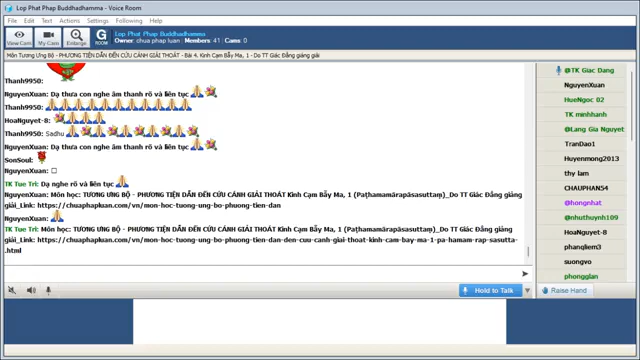 Lop Phat Phap Buddhadhamma - Voice Room
File Edit Text Actions Settings Following Help
View Cam
My Cam
Enlarge
G
ROOM
Lop Phat Phap Buddhadhamma
Owner: chua phap luan : Members: 41 : Cams: 0
Môn Tương Ưng Bộ - PHƯƠNG TIỆN DẪN ĐẾN CỨU CÁNH GIẢI THOÁT - Bài 4. Kinh Cạm Bẫy Ma, 1 - Do TT Giác Đẳng giảng giải
Thanh9950:
NguyenXuan: Dạ thưa con nghe âm thanh rõ và liên tục
Thanh9950:
HoaNguyet-8:
Thanh9950: Sadhu
NguyenXuan: Dạ thưa con nghe âm thanh rõ và liên tục
SonSoul:
NguyenXuan: □
TK Tue Tri: Dạ nghe rõ và liên tục
NguyenXuan: Môn học: TƯƠNG ƯNG BỘ - PHƯƠNG TIỆN DẪN ĐẾN CỨU CÁNH GIẢI THOÁT Kinh Cạm Bẫy Ma, 1 (Paṭhamamārapāsasuttaṃ)_Do TT Giác Đẳng giảng
giải_Link: https://chuaphapluan.com/vn/mon-hoc-tuong-ung-bo-phuong-tien-dan
NguyenXuan:
TK Tue Tri: Môn học: TƯƠNG ƯNG BỘ - PHƯƠNG TIỆN DẪN ĐẾN CỨU CÁNH GIẢI THOÁT Kinh Cạm Bẫy Ma, 1 (Paṭhamamārapāsasuttaṃ)_Do TT Giác Đẳng giảng
giải_Link: https://chuaphapluan.com/vn/mon-hoc-tuong-ung-bo-phuong-tien-dan-den-cuu-canh-giai-thoat-kinh-cam-bay-ma-1-pa-hamam-rap-sasutta-
.html
@TK Giac Dang
NguyenXuan
HueNgoc 02
TK minhhanh
@Lang Gia Nguyet
TranDao1
Huyenmong2013
thy lam
CHAUPHAN54
@hongnhat
@nhuthuynh109
HoaNguyet-8
phanqliem3
suongvo
phongglan
Hold to Talk
Raise Hand